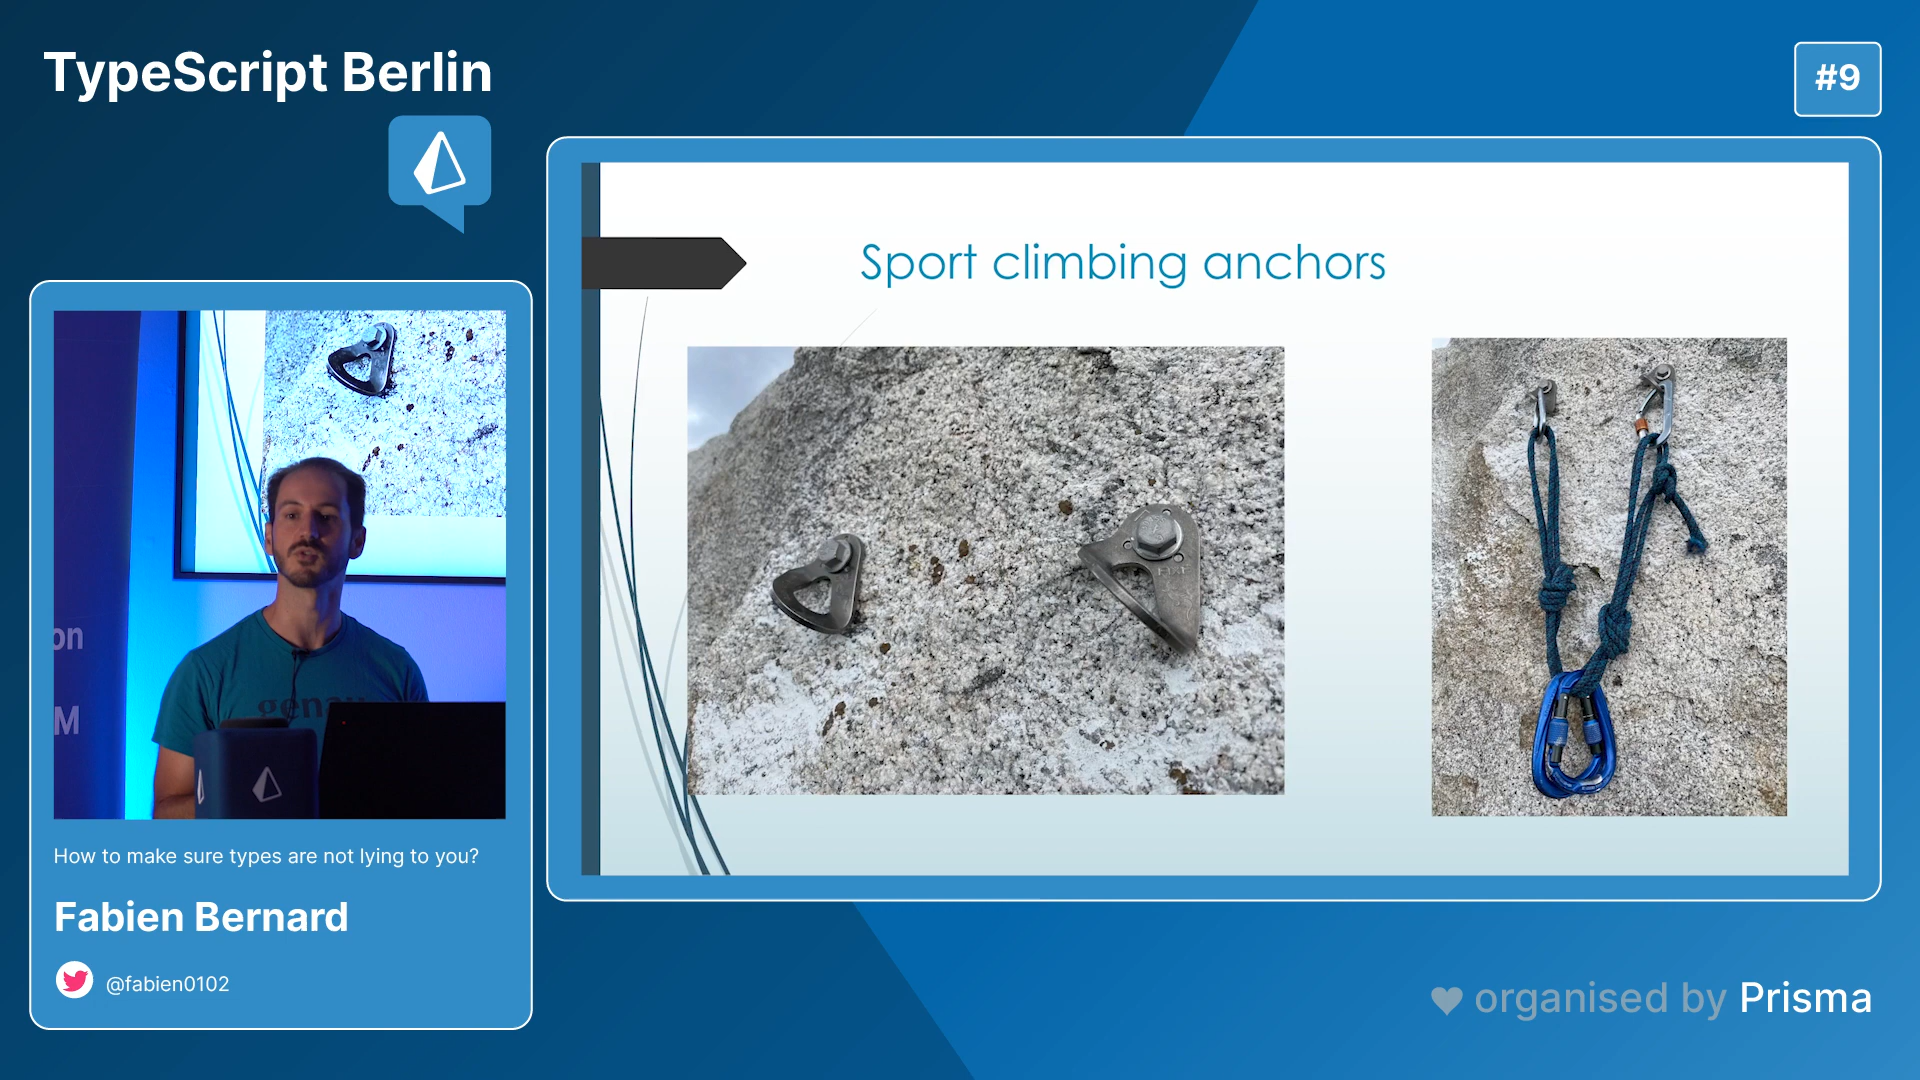 TypeScript Berlin
#9
Sport climbing anchors
on
M
How to make sure types are not lying to you?
Fabien Bernard
@fabien0102
organised by Prisma